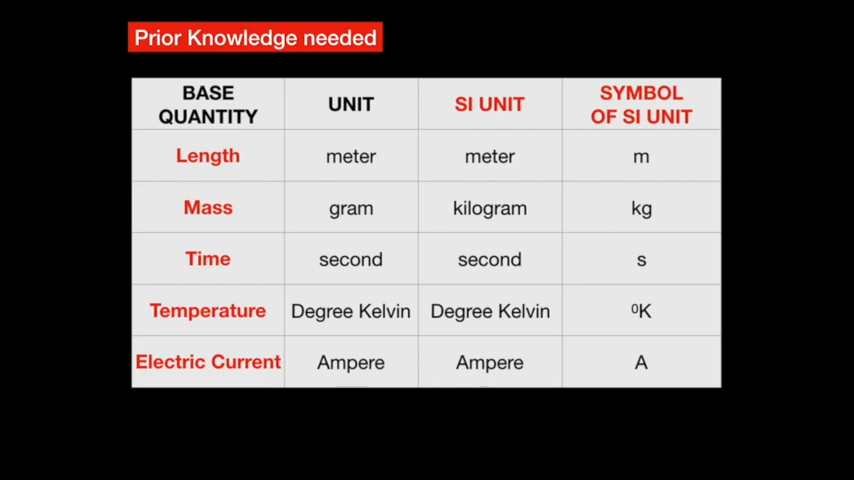 Prior Knowledge needed
BASE QUANTITY UNIT SI UNIT SYMBOL OF SI UNIT
Length meter meter m
Mass gram kilogram kg
Time second second s
Temperature Degree Kelvin Degree Kelvin ⁰K
Electric Current Ampere Ampere A